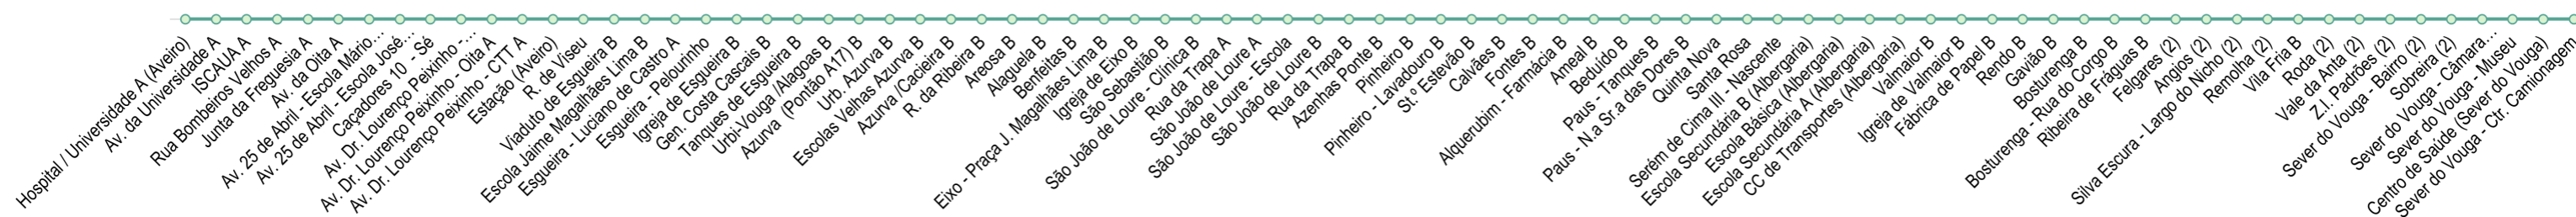 Hospital / Universidade A (Aveiro)
Av. da Universidade A
ISCAUA A
Rua Bombeiros Velhos A
Junta da Freguesia A
Av. da Oita A
Av. 25 de Abril - Escola Mário...
Av. 25 de Abril - Escola José...
Caçadores 10 - Sé
Av. Dr. Lourenço Peixinho -...
Av. Dr. Lourenço Peixinho - Oita A
Av. Dr. Lourenço Peixinho - CTT A
Estação (Aveiro)
R. de Viseu
Viaduto de Esgueira B
Escola Jaime Magalhães Lima B
Esgueira - Luciano de Castro A
Esgueira - Pelourinho
Igreja de Esgueira B
Gen. Costa Cascais B
Tanques de Esgueira B
Urbi-Vouga /Alagoas B
Azurva (Pontão A17) B
Urb. Azurva B
Escolas Velhas Azurva B
Azurva /Cacieira B
R. da Ribeira B
Areosa B
Alaguela B
Benfeitas B
Eixo - Praça J. Magalhães Lima B
Igreja de Eixo B
São Sebastião B
São João de Loure - Clinica B
Rua da Trapa A
São João de Loure A
São João de Loure - Escola
São João de Loure B
Rua da Trapa B
Azenhas Ponte B
Pinheiro B
Pinheiro - Lavadouro B
St.º Estevão B
Calvães B
Fontes B
Alquerubim - Farmácia B
Ameal B
Beduído B
Paus - Tanques B
Paus - N.a Sr.a das Dores B
Quinta Nova
Santa Rosa
Serém de Cima III - Nascente
Escola Secundária B (Albergaria)
Escola Básica (Albergaria)
Escola Secundária A (Albergaria)
CC de Transportes (Albergaria)
Valmaior B
Igreja de Valmaior B
Fábrica de Papel B
Rendo B
Gavião B
Bosturenga B
Bosturenga - Rua do Corgo B
Ribeira de Fráguas B
Felgares (2)
Angios (2)
Silva Escura - Largo do Nicho (2)
Remolha (2)
Vila Fria B
Roda (2)
Vale da Anta (2)
Z.I. Padrões (2)
Sever do Vouga - Bairro (2)
Sobreira (2)
Sever do Vouga - Câmara...
Sever do Vouga - Museu
Centro de Saúde (Sever do Vouga)
Sever do Vouga - Ctr. Camionagem